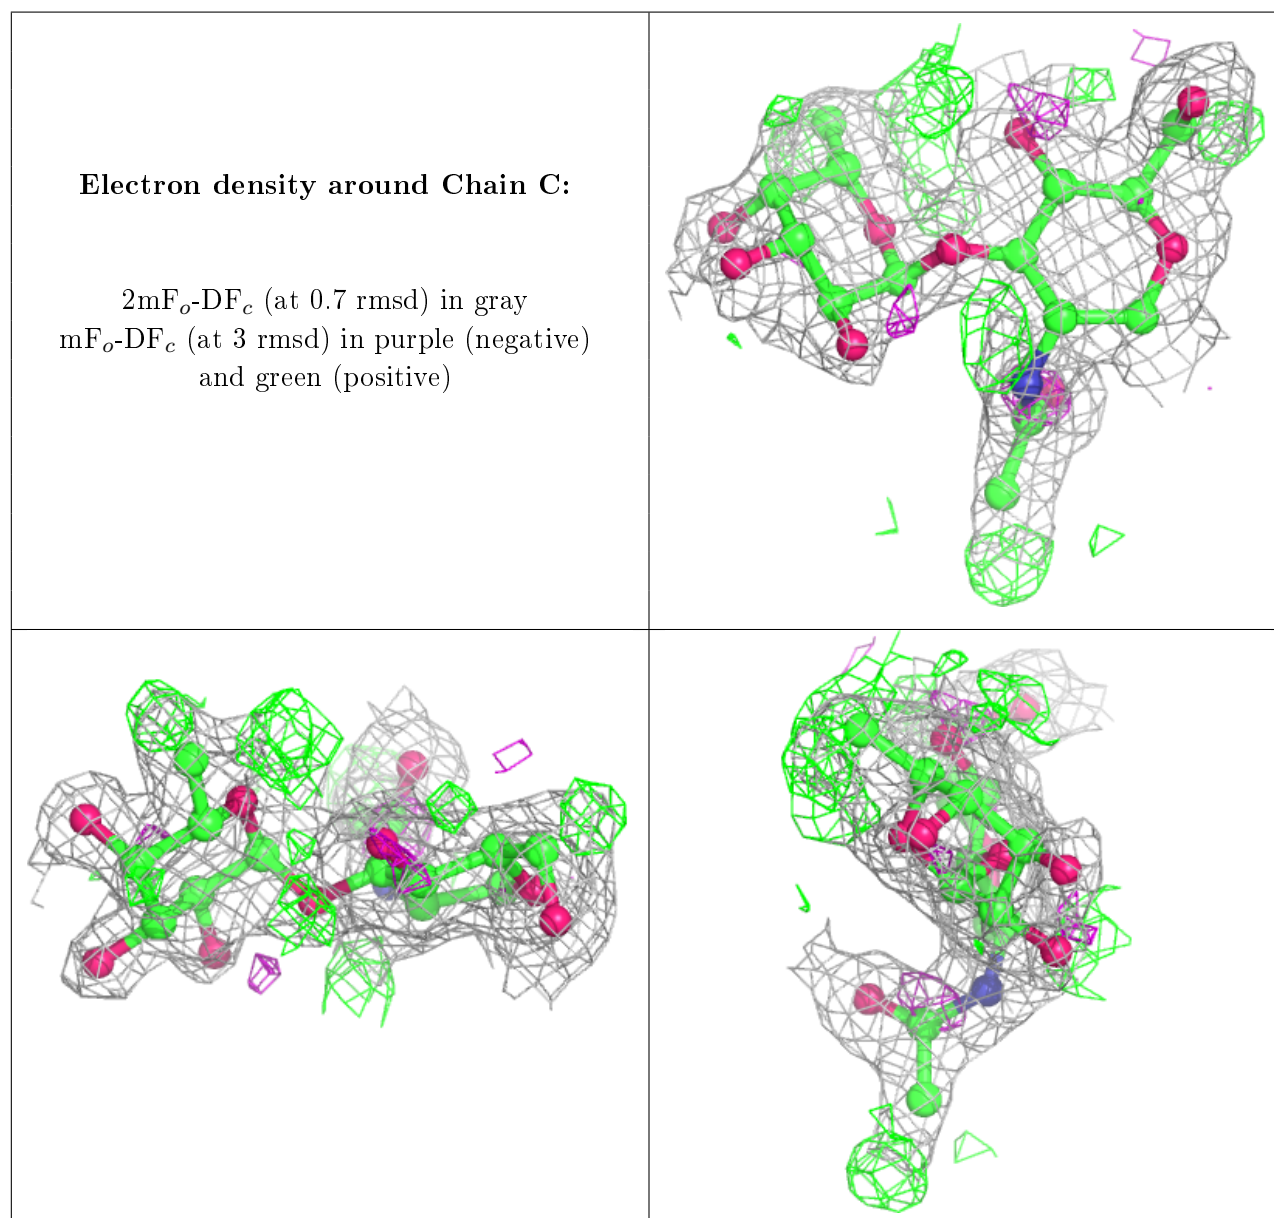 Electron density around Chain C:
2mFo-DFc (at 0.7 rmsd) in gray
mFo-DFc (at 3 rmsd) in purple (negative)
and green (positive)